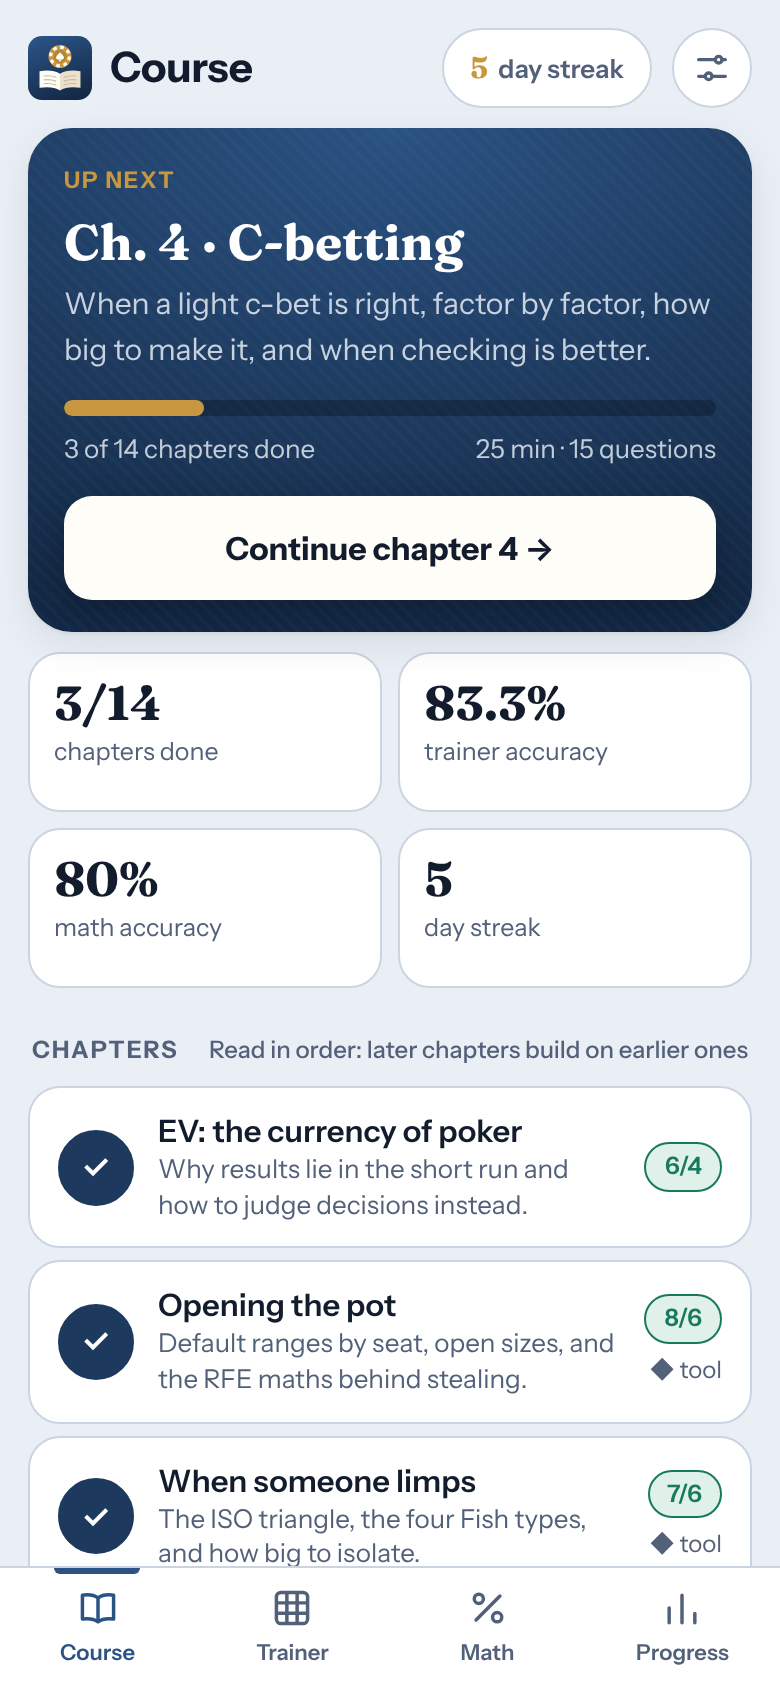 Course
5 day streak
UP NEXT
Ch. 4 · C-betting
When a light c-bet is right, factor by factor, how
big to make it, and when checking is better.
3 of 14 chapters done
25 min · 15 questions
Continue chapter 4 →
3/14
chapters done
83.3%
trainer accuracy
80%
math accuracy
5
day streak
CHAPTERS
Read in order: later chapters build on earlier ones
EV: the currency of poker
Why results lie in the short run and
how to judge decisions instead.
6/4
Opening the pot
Default ranges by seat, open sizes, and
the RFE maths behind stealing.
8/6
◆ tool
When someone limps
The ISO triangle, the four Fish types,
and how big to isolate.
7/6
◆ tool
Course
Trainer
Math
Progress